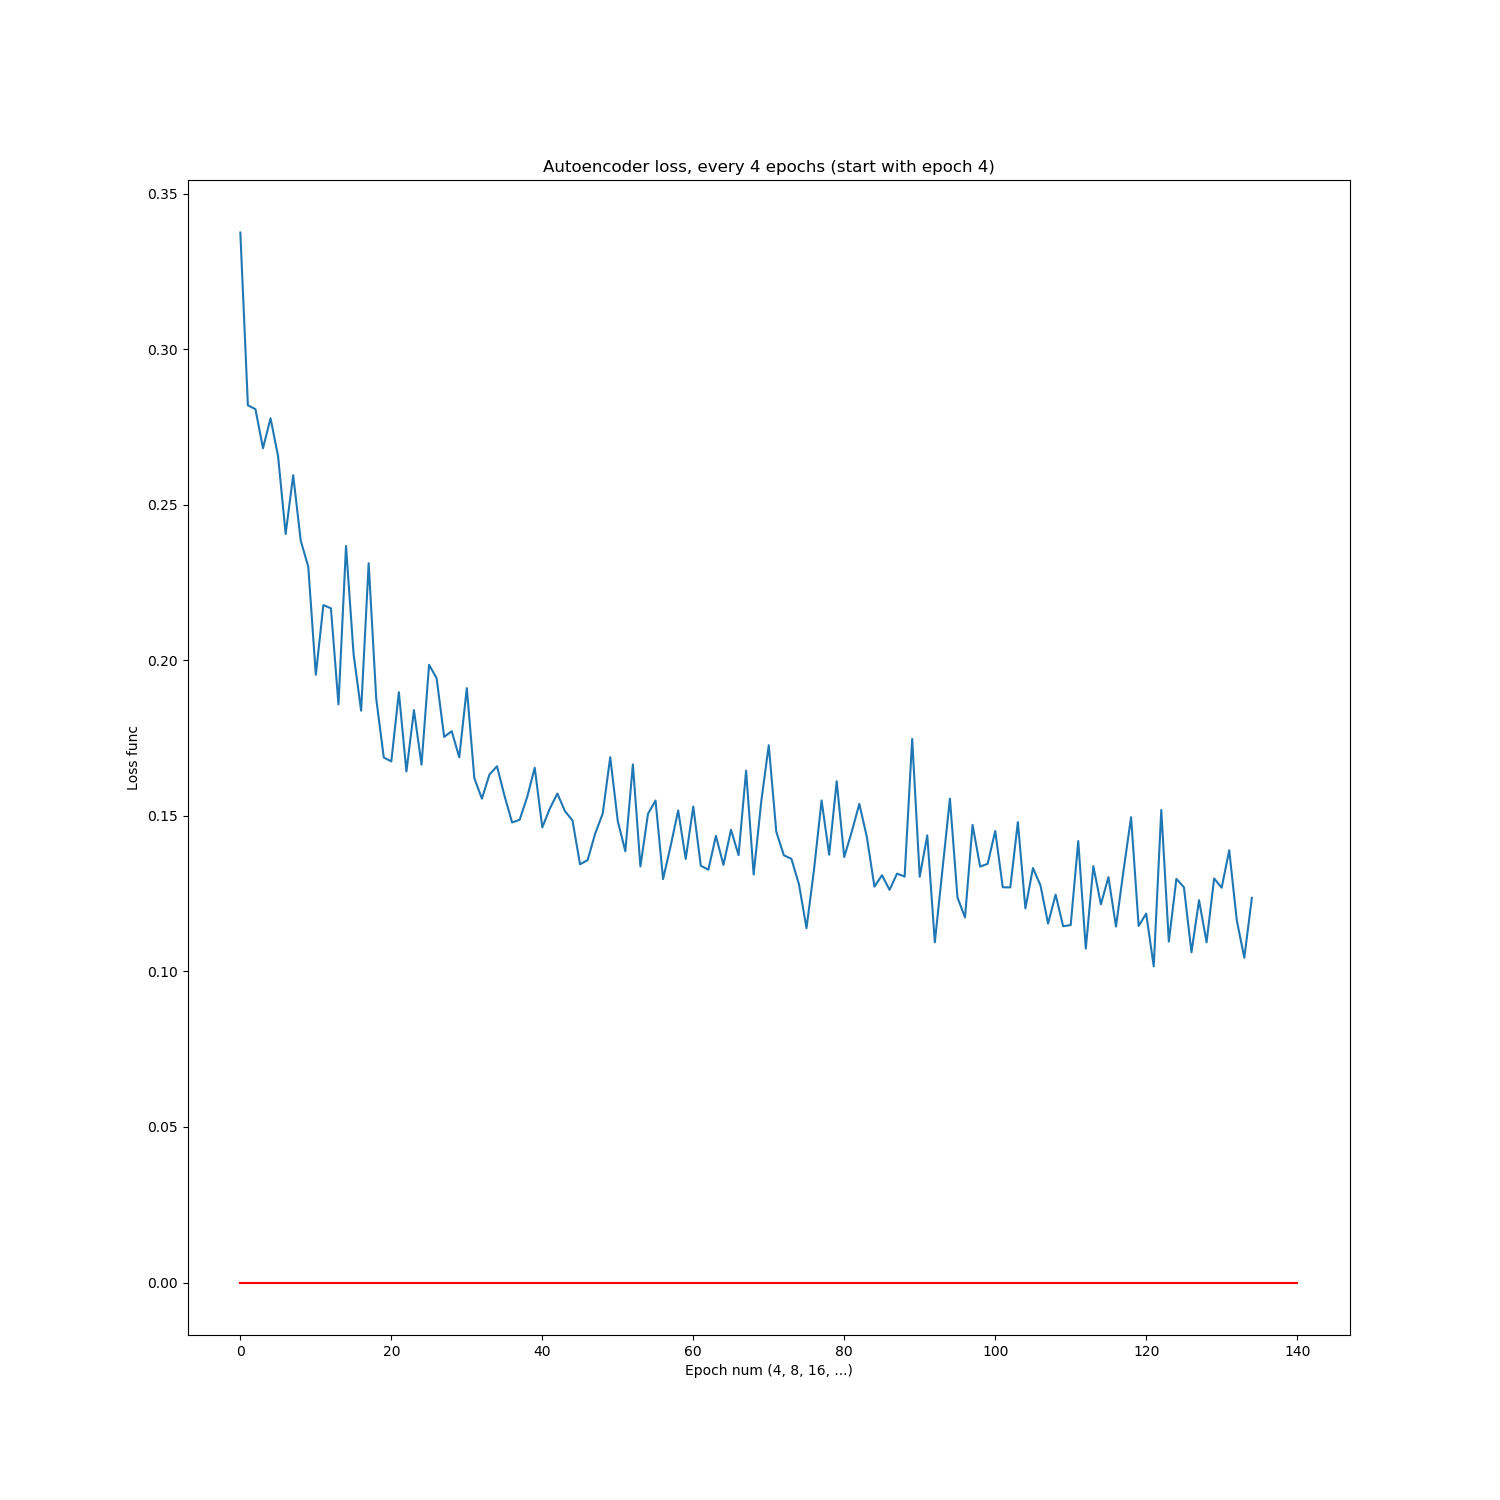 Autoencoder loss, every 4 epochs (start with epoch 4)
0.35
0.30
0.25
0.20
0.15
0.10
0.05
0.00
Loss func
0 20 40 60 80 100 120 140
Epoch num (4, 8, 16, ...)